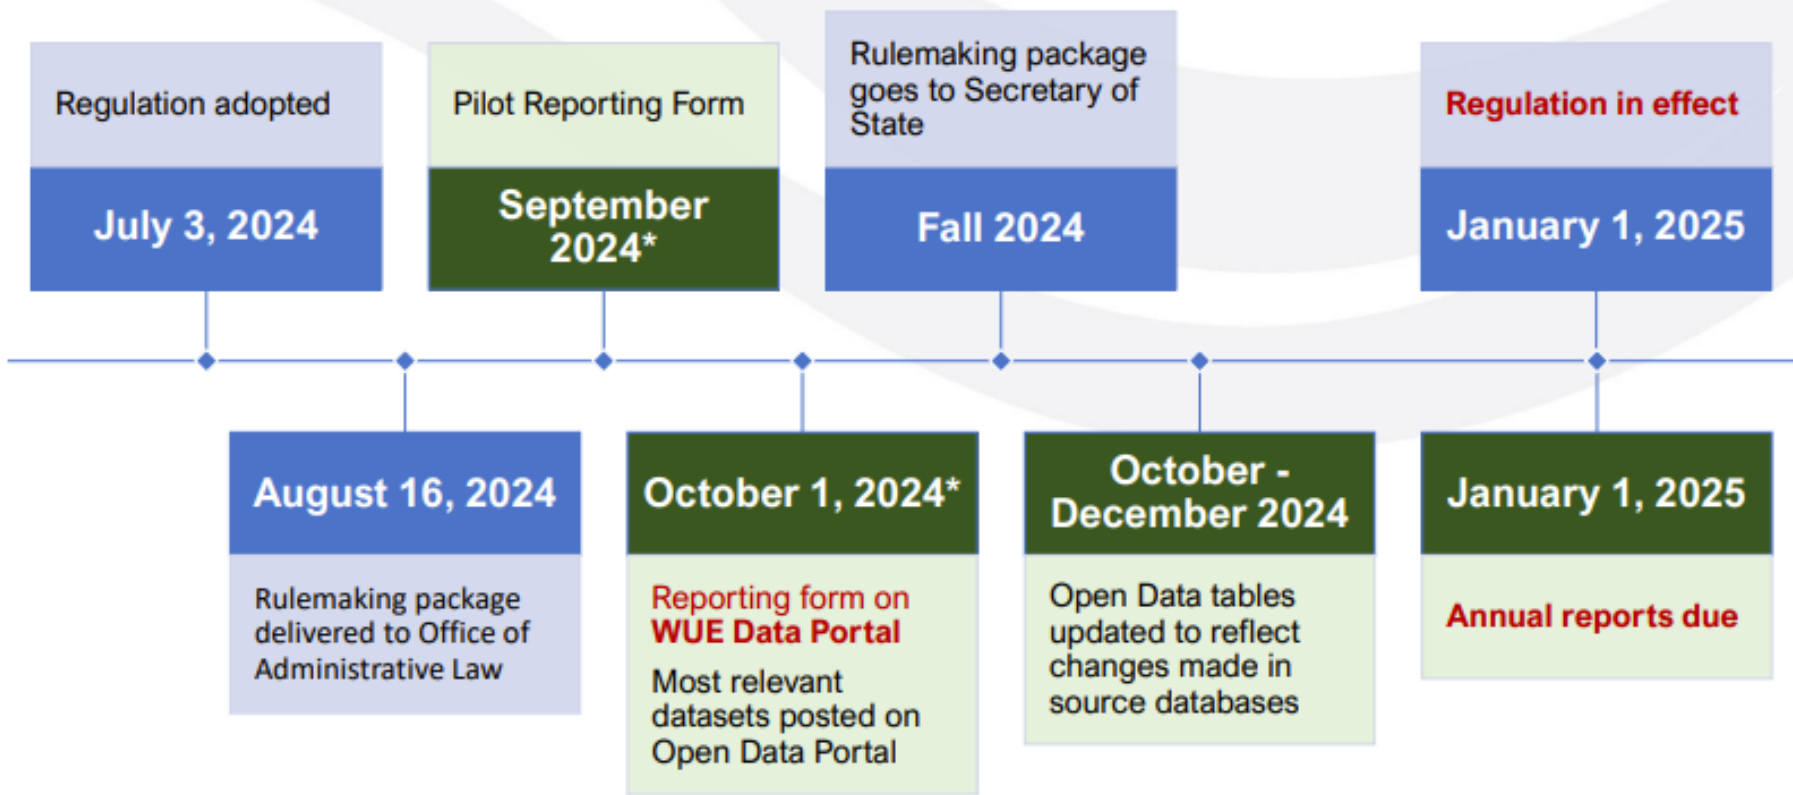 Regulation adopted
July 3, 2024
Pilot Reporting Form
September
2024*
Rulemaking package
goes to Secretary of
State
Fall 2024
Regulation in effect
January 1, 2025
August 16, 2024
Rulemaking package
delivered to Office of
Administrative Law
October 1, 2024*
Reporting form on
WUE Data Portal
Most relevant
datasets posted on
Open Data Portal
October -
December 2024
Open Data tables
updated to reflect
changes made in
source databases
January 1, 2025
Annual reports due